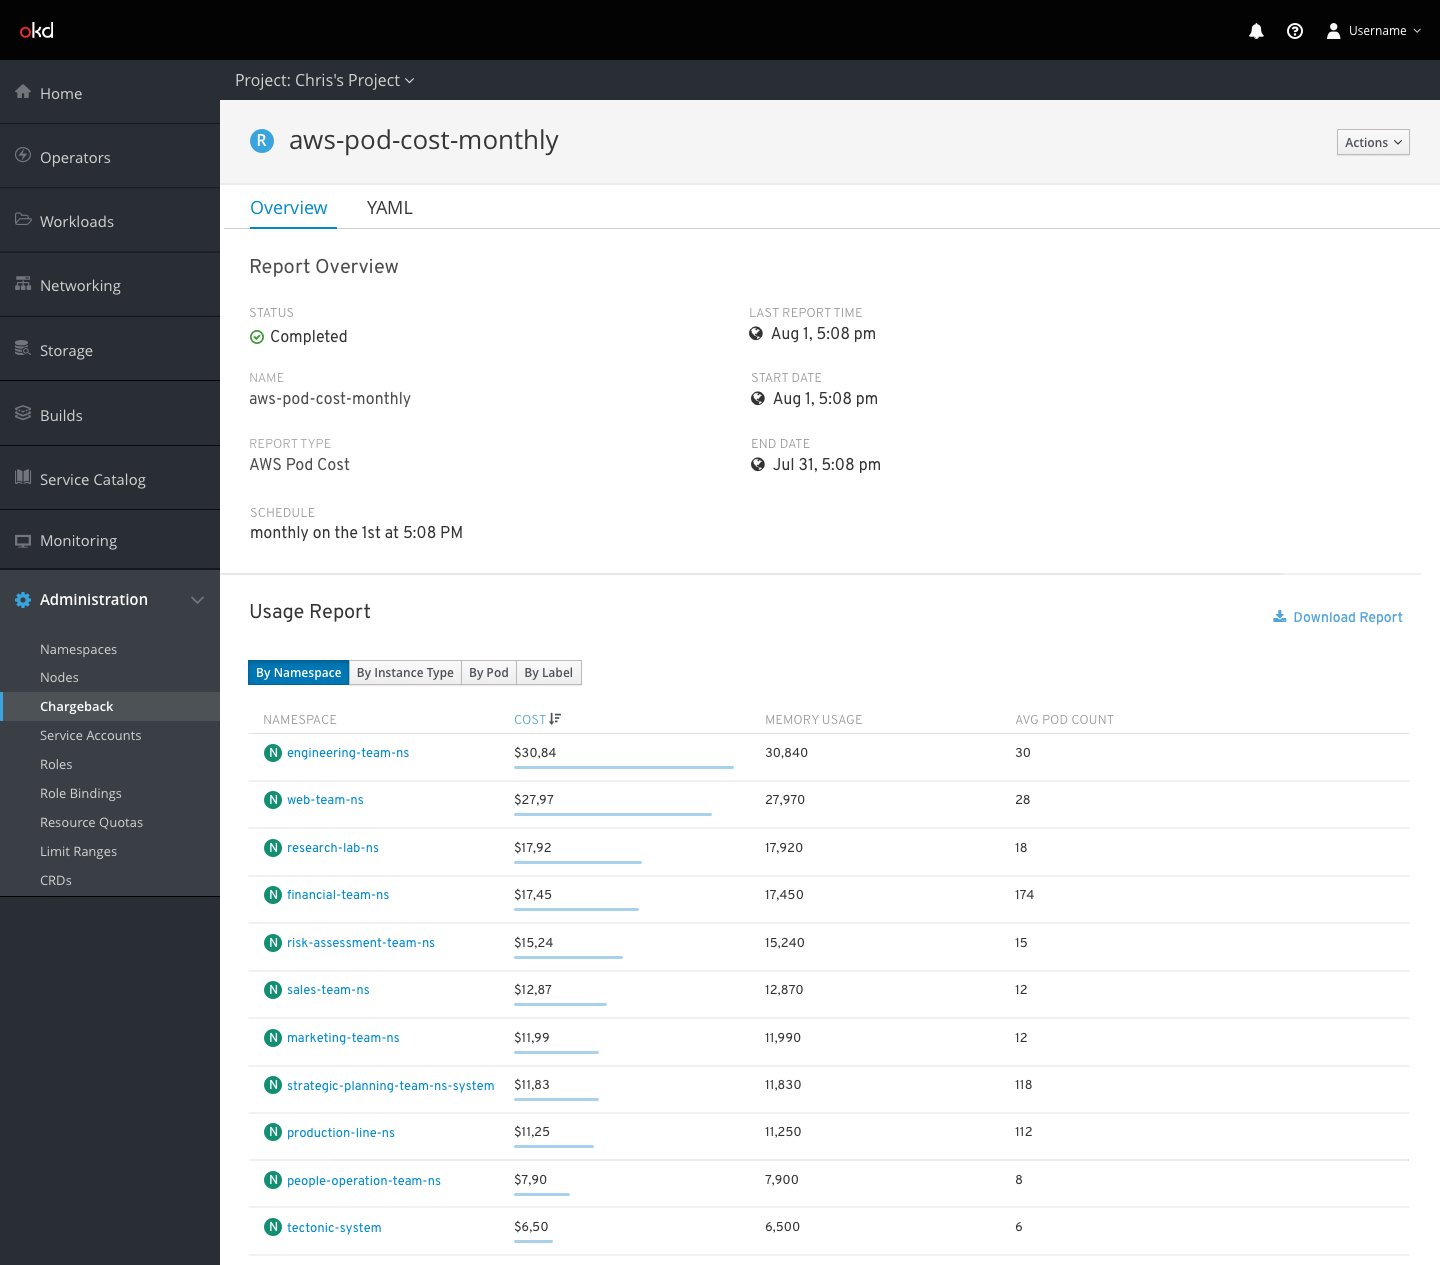 okd
Username
Project: Chris's Project
Home
Operators
Workloads
Networking
Storage
Builds
Service Catalog
Monitoring
Administration
Namespaces
Nodes
Chargeback
Service Accounts
Roles
Role Bindings
Resource Quotas
Limit Ranges
CRDs
R aws-pod-cost-monthly
Actions
Overview YAML
Report Overview
STATUS
Completed
LAST REPORT TIME
Aug 1, 5:08 pm
NAME
aws-pod-cost-monthly
START DATE
Aug 1, 5:08 pm
REPORT TYPE
AWS Pod Cost
END DATE
Jul 31, 5:08 pm
SCHEDULE
monthly on the 1st at 5:08 PM
Usage Report
Download Report
By Namespace By Instance Type By Pod By Label
NAMESPACE COST MEMORY USAGE AVG POD COUNT
N engineering-team-ns $30,84 30,840 30
N web-team-ns $27,97 27,970 28
N research-lab-ns $17,92 17,920 18
N financial-team-ns $17,45 17,450 174
N risk-assessment-team-ns $15,24 15,240 15
N sales-team-ns $12,87 12,870 12
N marketing-team-ns $11,99 11,990 12
N strategic-planning-team-ns-system $11,83 11,830 118
N production-line-ns $11,25 11,250 112
N people-operation-team-ns $7,90 7,900 8
N tectonic-system $6,50 6,500 6